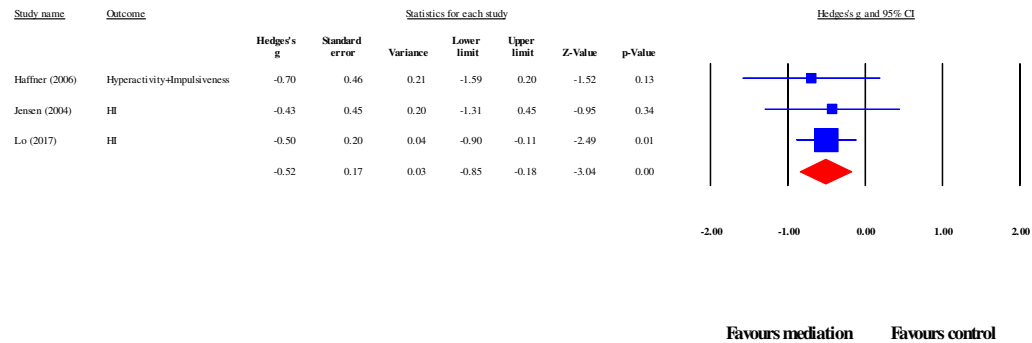 Study name Outcome Statistics for each study Hedges's g and 95% CI
Hedges's g Standard error Variance Lower limit Upper limit Z-Value p-Value
Haffner (2006) Hyperactivity+Impulsiveness -0.70 0.46 0.21 -1.59 0.20 -1.52 0.13
Jensen (2004) HI -0.43 0.45 0.20 -1.31 0.45 -0.95 0.34
Lo (2017) HI -0.50 0.20 0.04 -0.90 -0.11 -2.49 0.01
-0.52 0.17 0.03 -0.85 -0.18 -3.04 0.00
-2.00 -1.00 0.00 1.00 2.00
Favours mediation Favours control